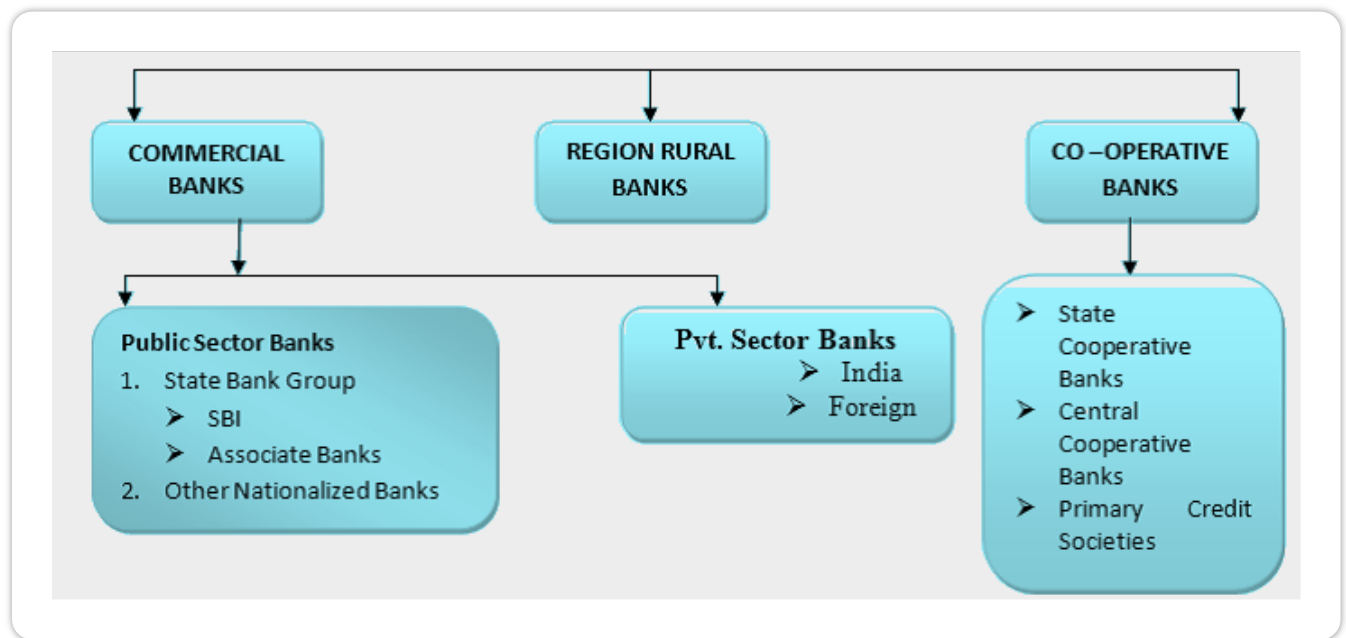 COMMERCIAL
BANKS
REGION RURAL
BANKS
CO –OPERATIVE
BANKS
Public Sector Banks
1. State Bank Group
➢ SBI
➢ Associate Banks
2. Other Nationalized Banks
Pvt. Sector Banks
➢ India
➢ Foreign
➢ State
Cooperative
Banks
➢ Central
Cooperative
Banks
➢ Primary Credit
Societies